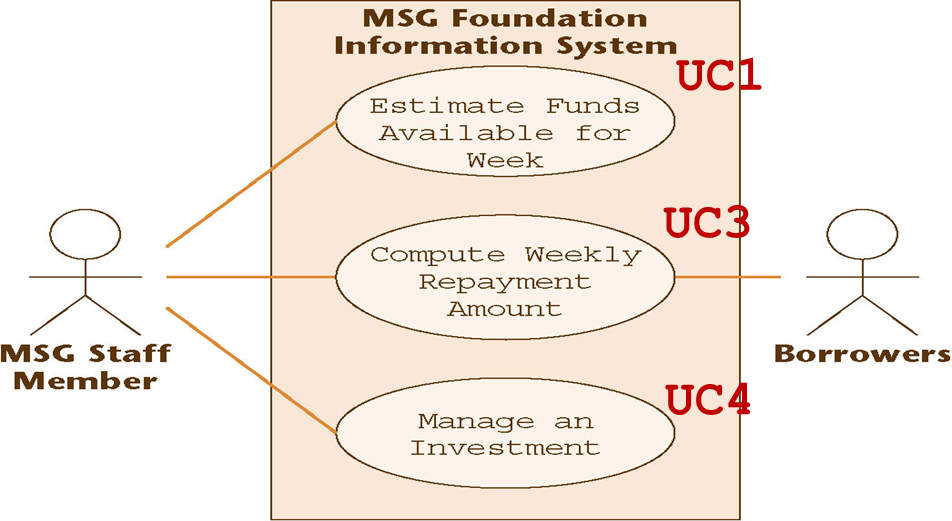 MSG Foundation
Information System
UC1
Estimate Funds
Available for
Week
UC3
Compute Weekly
Repayment
Amount
MSG Staff
Member
Borrowers
UC4
Manage an
Investment